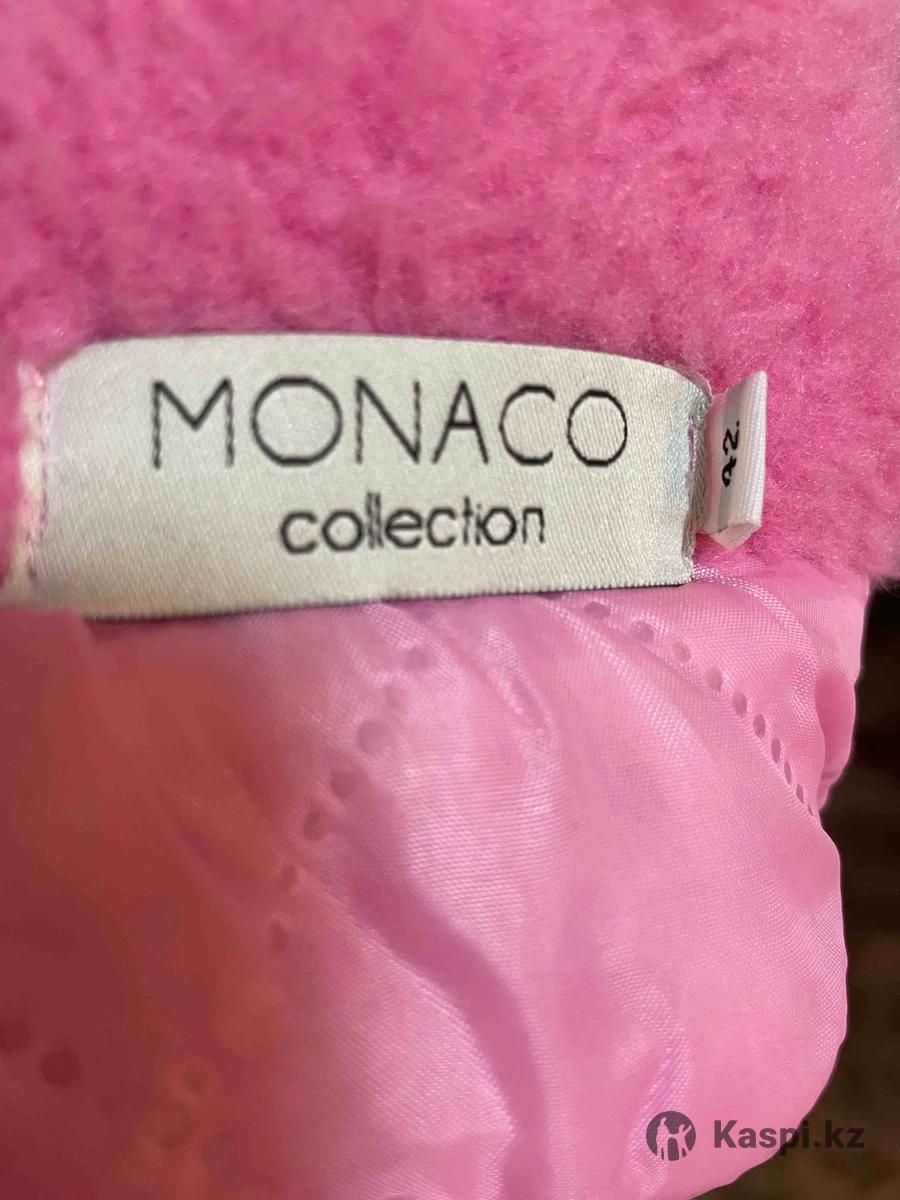 MONACO
collection
42.
Kaspi.kz